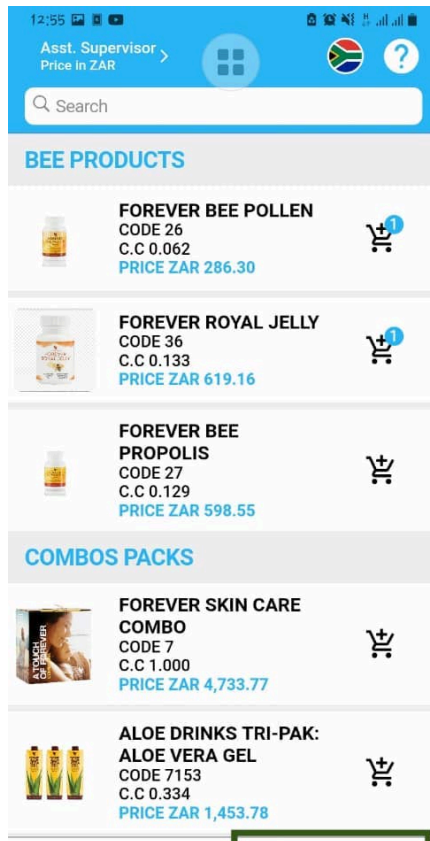 12:55
Asst. Supervisor
Price in ZAR
?
Search
BEE PRODUCTS
FOREVER BEE POLLEN
CODE 26
C.C 0.062
PRICE ZAR 286.30
1
FOREVER ROYAL JELLY
CODE 36
C.C 0.133
PRICE ZAR 619.16
1
FOREVER BEE
PROPOLIS
CODE 27
C.C 0.129
PRICE ZAR 598.55
COMBOS PACKS
FOREVER SKIN CARE
COMBO
CODE 7
C.C 1.000
PRICE ZAR 4,733.77
A TOUCH
OF FOREVER
ALOE DRINKS TRI-PAK:
ALOE VERA GEL
CODE 7153
C.C 0.334
PRICE ZAR 1,453.78